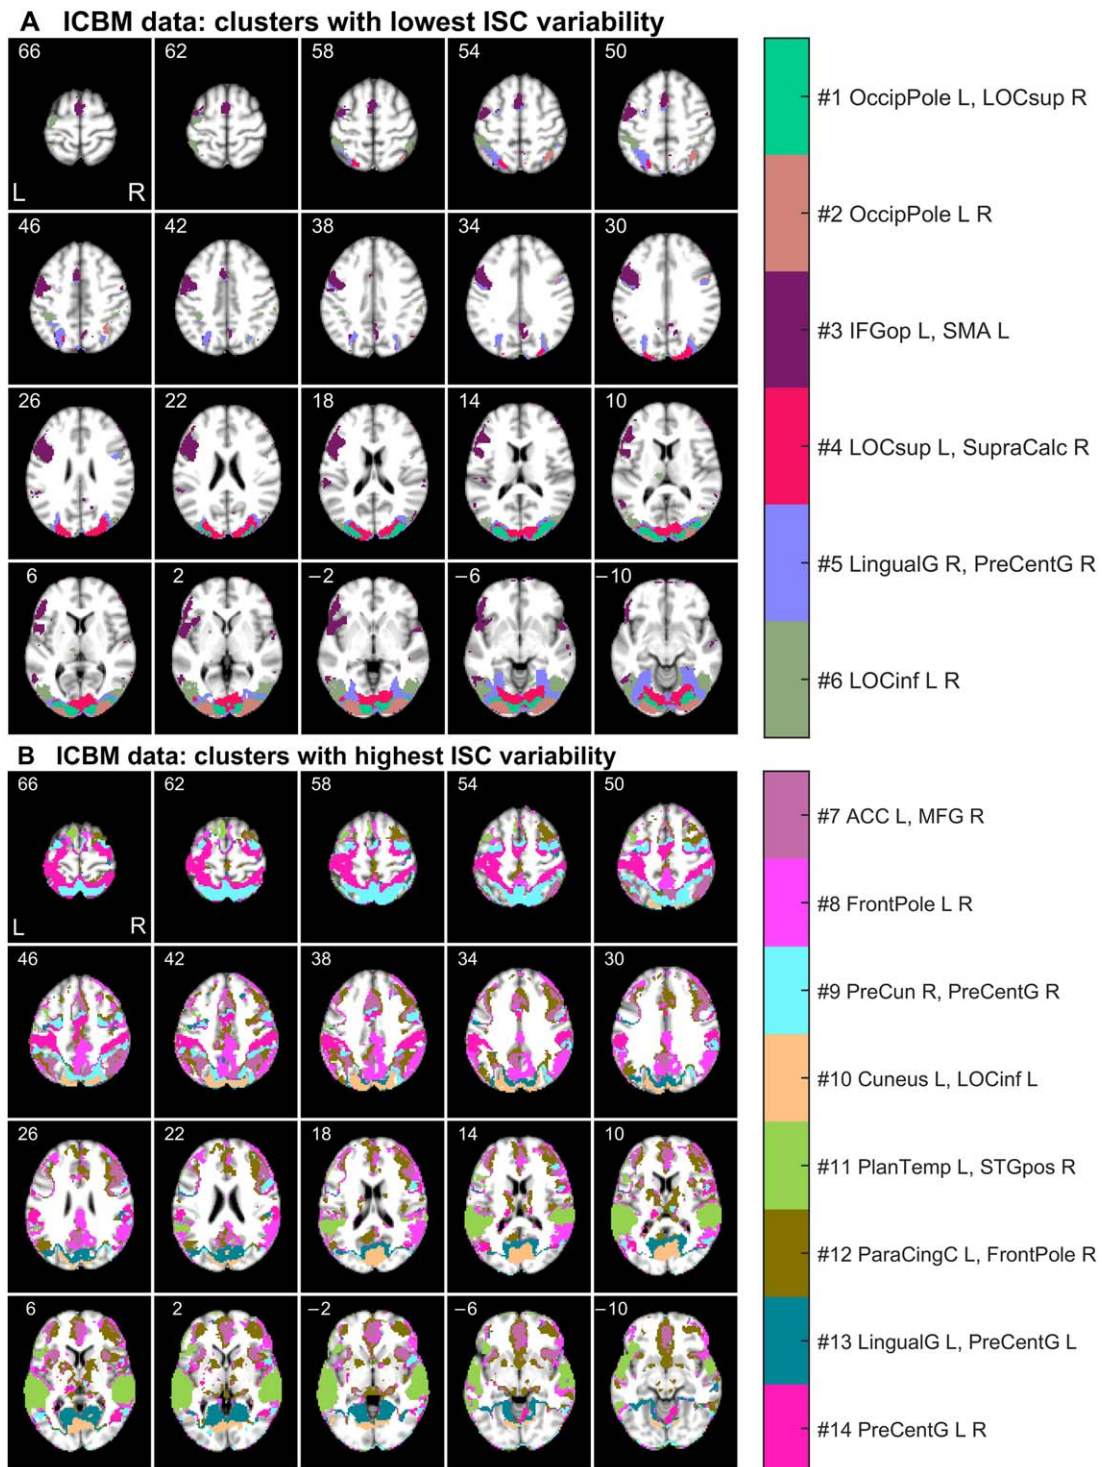 A ICBM data: clusters with lowest ISC variability
66 62 58 54 50
L R
46 42 38 34 30
26 22 18 14 10
6 2 −2 −6 −10
#1 OccipPole L, LOCsup R
#2 OccipPole L R
#3 IFGop L, SMA L
#4 LOCsup L, SupraCalc R
#5 LingualG R, PreCentG R
#6 LOCinf L R
B ICBM data: clusters with highest ISC variability
66 62 58 54 50
L R
46 42 38 34 30
26 22 18 14 10
6 2 −2 −6 −10
#7 ACC L, MFG R
#8 FrontPole L R
#9 PreCun R, PreCentG R
#10 Cuneus L, LOCinf L
#11 PlanTemp L, STGpos R
#12 ParaCingC L, FrontPole R
#13 LingualG L, PreCentG L
#14 PreCentG L R